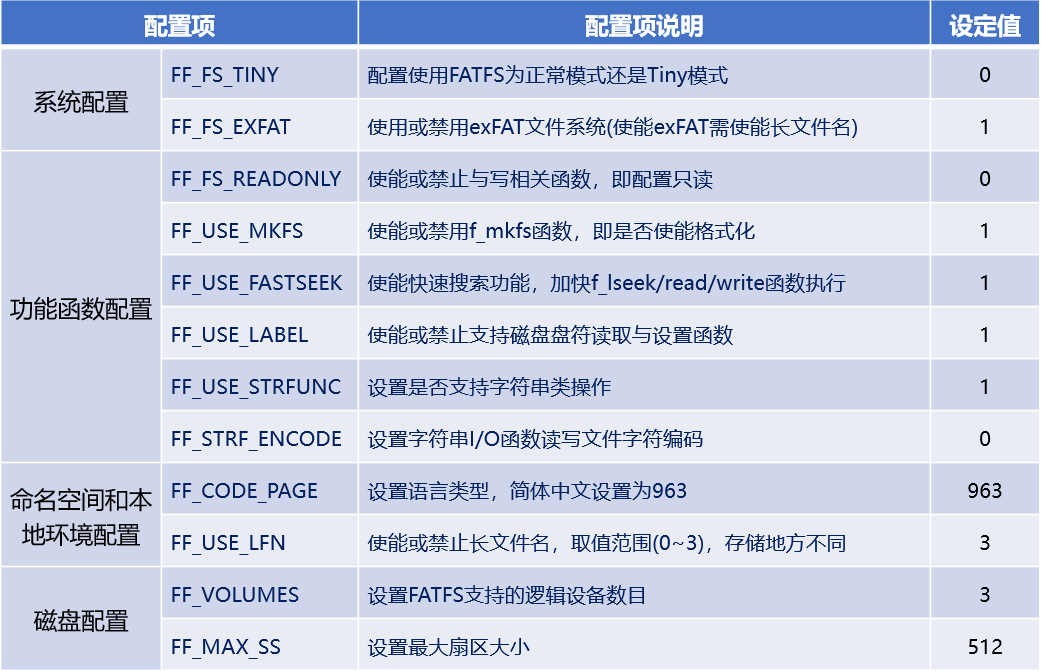 配置项 配置项说明 设定值
系统配置
FF_FS_TINY 配置使用FATFS为正常模式还是Tiny模式 0
FF_FS_EXFAT 使用或禁用exFAT文件系统(使能exFAT需使能长文件名) 1
功能函数配置
FF_FS_READONLY 使能或禁止与写相关函数，即配置只读 0
FF_USE_MKFS 使能或禁用f_mkfs函数，即是否使能格式化 1
FF_USE_FASTSEEK 使能快速搜索功能，加快f_lseek/read/write函数执行 1
FF_USE_LABEL 使能或禁止支持磁盘盘符读取与设置函数 1
FF_USE_STRFUNC 设置是否支持字符串类操作 1
FF_STRF_ENCODE 设置字符串I/O函数读写文件字符编码 0
命名空间和本
地环境配置
FF_CODE_PAGE 设置语言类型，简体中文设置为963 963
FF_USE_LFN 使能或禁止长文件名，取值范围(0~3)，存储地方不同 3
磁盘配置
FF_VOLUMES 设置FATFS支持的逻辑设备数目 3
FF_MAX_SS 设置最大扇区大小 512